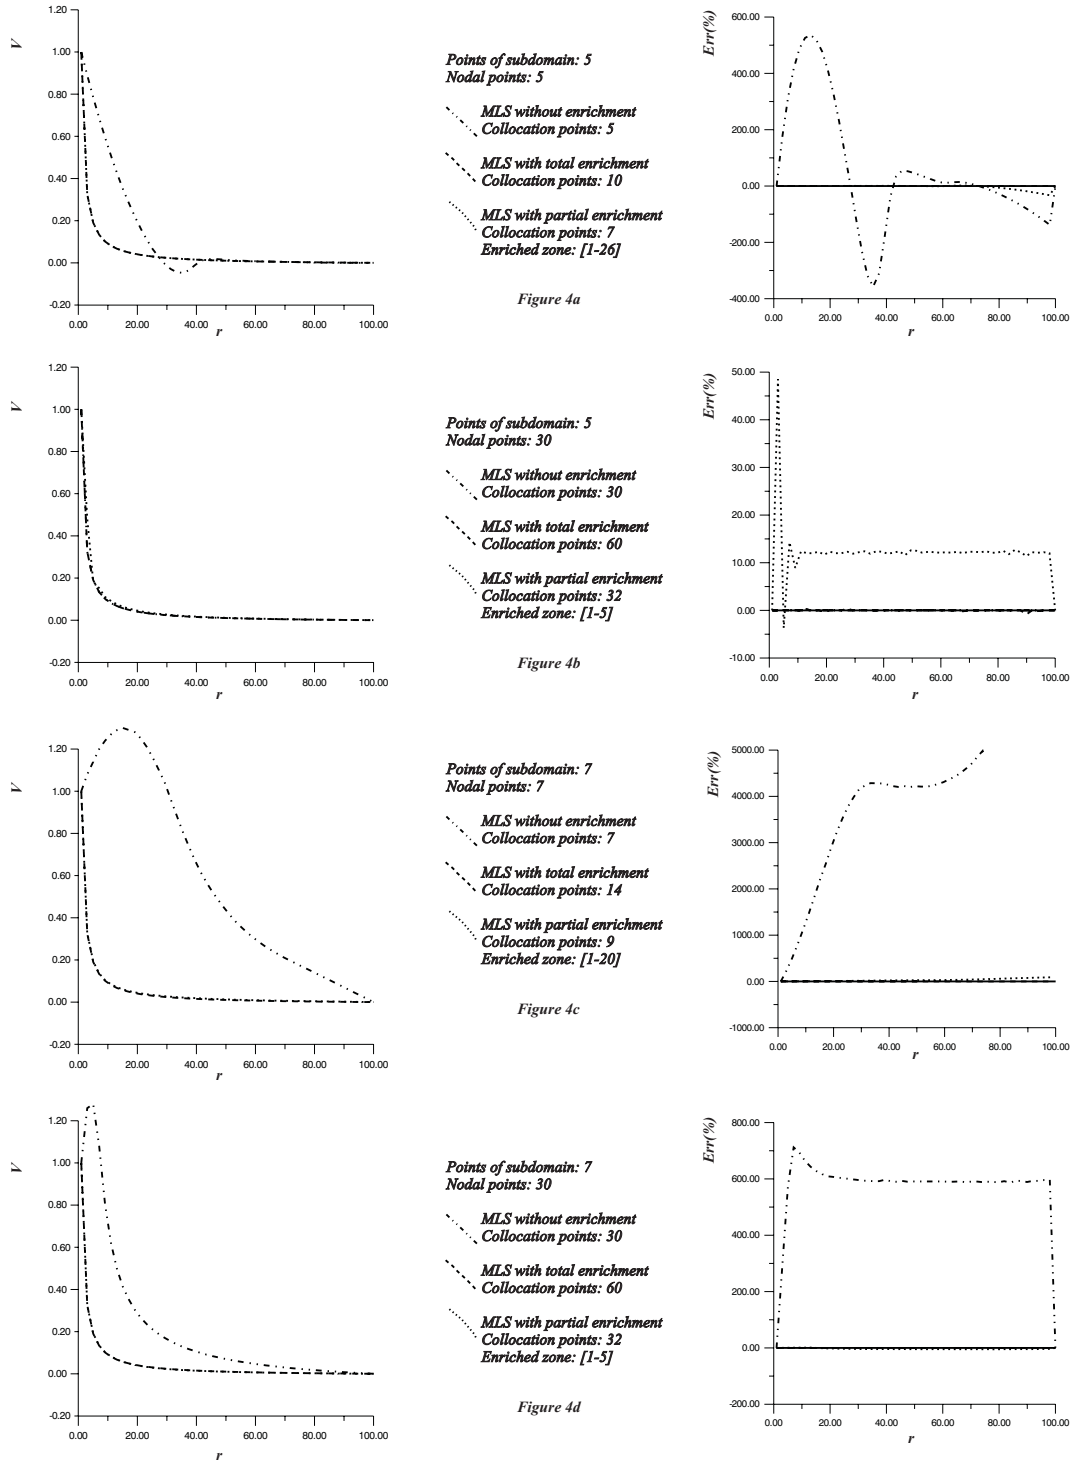 V
1.20
1.00
0.80
0.60
0.40
0.20
0.00
-0.20
0.00 20.00 40.00 60.00 80.00 100.00
r
Points of subdomain: 5
Nodal points: 5
MLS without enrichment
Collocation points: 5
MLS with total enrichment
Collocation points: 10
MLS with partial enrichment
Collocation points: 7
Enriched zone: [1-26]
Figure 4a
Err(%)
600.00
400.00
200.00
0.00
-200.00
-400.00
0.00 20.00 40.00 60.00 80.00 100.00
r
V
1.20
1.00
0.80
0.60
0.40
0.20
0.00
-0.20
0.00 20.00 40.00 60.00 80.00 100.00
r
Points of subdomain: 5
Nodal points: 30
MLS without enrichment
Collocation points: 30
MLS with total enrichment
Collocation points: 60
MLS with partial enrichment
Collocation points: 32
Enriched zone: [1-5]
Figure 4b
Err(%)
50.00
40.00
30.00
20.00
10.00
0.00
-10.00
0.00 20.00 40.00 60.00 80.00 100.00
r
V
1.20
1.00
0.80
0.60
0.40
0.20
0.00
-0.20
0.00 20.00 40.00 60.00 80.00 100.00
r
Points of subdomain: 7
Nodal points: 7
MLS without enrichment
Collocation points: 7
MLS with total enrichment
Collocation points: 14
MLS with partial enrichment
Collocation points: 9
Enriched zone: [1-20]
Figure 4c
Err(%)
5000.00
4000.00
3000.00
2000.00
1000.00
0.00
-1000.00
0.00 20.00 40.00 60.00 80.00 100.00
r
V
1.20
1.00
0.80
0.60
0.40
0.20
0.00
-0.20
0.00 20.00 40.00 60.00 80.00 100.00
r
Points of subdomain: 7
Nodal points: 30
MLS without enrichment
Collocation points: 30
MLS with total enrichment
Collocation points: 60
MLS with partial enrichment
Collocation points: 32
Enriched zone: [1-5]
Figure 4d
Err(%)
800.00
600.00
400.00
200.00
0.00
-200.00
0.00 20.00 40.00 60.00 80.00 100.00
r